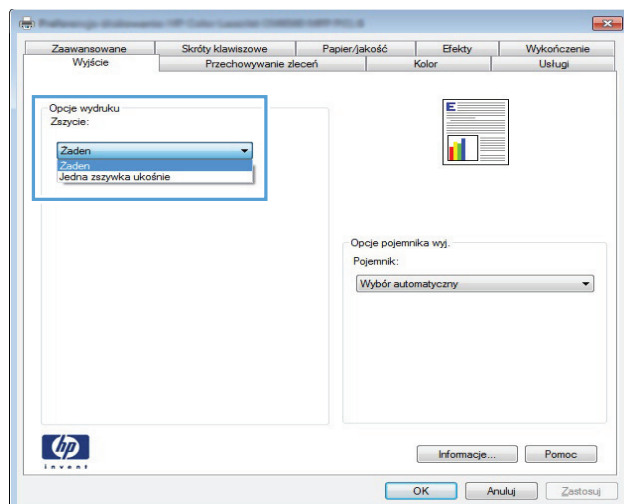 Zaawansowane
Skróty klawiszowe
Papier/jakość
Efekty
Wykończenie
Wyjście
Przechowywanie zleceń
Kolor
Usługi
Opcje wydruku
Zszycie:
Żaden
Żaden
Jedna zszywka ukośnie
E
Opcje pojemnika wyj.
Pojemnik:
Wybór automatyczny
hp
invent
Informacje...
Pomoc
OK
Anuluj
Zastosuj